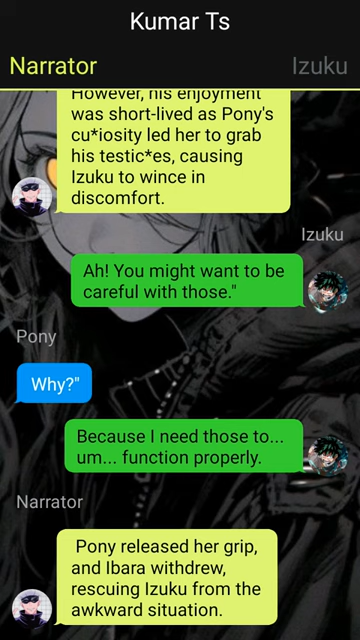 Kumar Ts
Narrator
Izuku
However, his enjoyment
was short-lived as Pony's
cu*iosity led her to grab
his testic*es, causing
Izuku to wince in
discomfort.
Izuku
Ah! You might want to be
careful with those."
Pony
Why?"
Because I need those to...
um... function properly.
Narrator
Pony released her grip,
and Ibara withdrew,
rescuing Izuku from the
awkward situation.